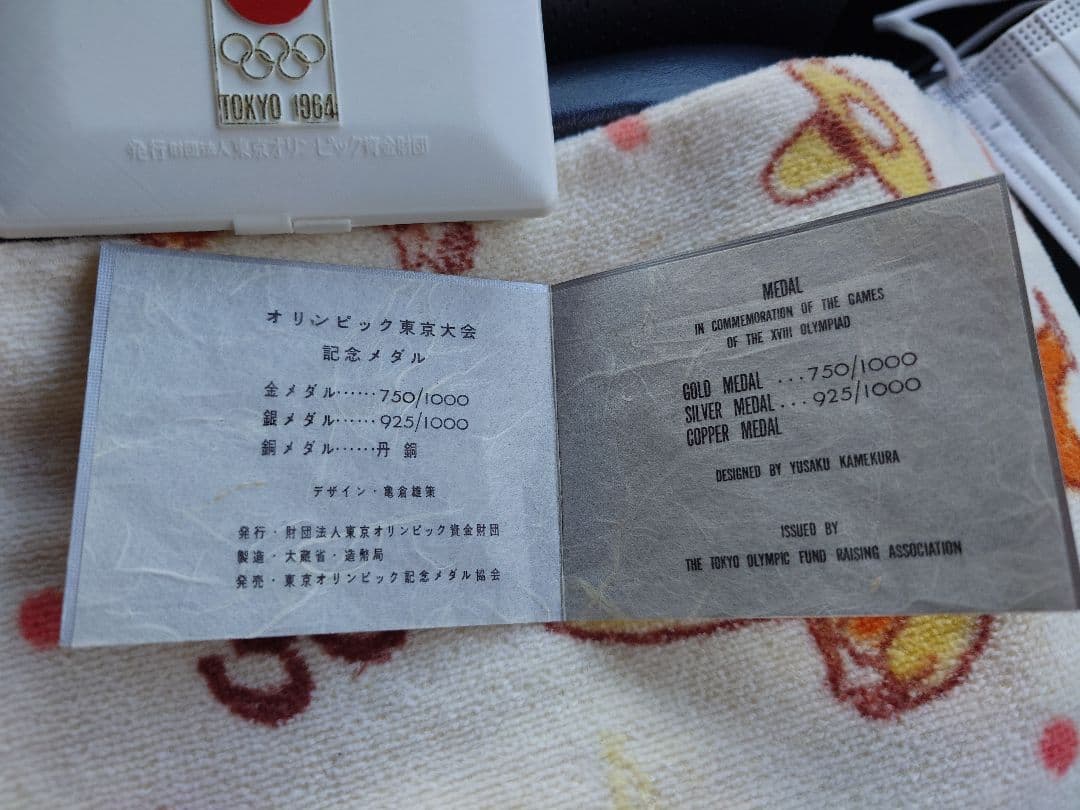 TOKYO 1964
発行財団法人東京オリンピック資金財団
オリンピック東京大会
記念メダル
金メダル……750/1000
銀メダル……925/1000
銅メダル……丹銅
デザイン・亀倉雄策
発行・財団法人東京オリンピック資金財団
製造・大蔵省・造幣局
発売・東京オリンピック記念メダル協会
MEDAL
IN COMMEMORATION OF THE GAMES
OF THE XVIII OLYMPIAD
GOLD MEDAL ...750/1000
SILVER MEDAL...925/1000
COPPER MEDAL
DESIGNED BY YUSAKU KAMEKURA
ISSUED BY
THE TOKYO OLYMPIC FUND RAISING ASSOCIATION